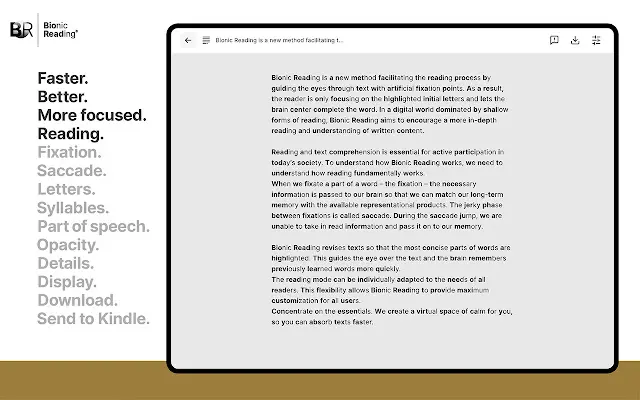 BR
Bionic
Reading®
Faster.
Better.
More focused.
Reading.
Fixation.
Saccade.
Letters.
Syllables.
Part of speech.
Opacity.
Details.
Display.
Download.
Send to Kindle.
Bionic Reading is a new method facilitating t...
Bionic Reading is a new method facilitating the reading process by
guiding the eyes through text with artificial fixation points. As a result,
the reader is only focusing on the highlighted initial letters and lets the
brain center complete the word. In a digital world dominated by shallow
forms of reading, Bionic Reading aims to encourage a more in-depth
reading and understanding of written content.
Reading and text comprehension is essential for active participation in
today's society. To understand how Bionic Reading works, we need to
understand how reading fundamentally works.
When we fixate a part of a word – the fixation – the necessary
information is passed to our brain so that we can match our long-term
memory with the available representational products. The jerky phase
between fixations is called saccade. During the saccade jump, we are
unable to take in read information and pass it on to our memory.
Bionic Reading revises texts so that the most concise parts of words are
highlighted. This guides the eye over the text and the brain remembers
previously learned words more quickly.
The reading mode can be individually adapted to the needs of all
readers. This flexibility allows Bionic Reading to provide maximum
customization for all users.
Concentrate on the essentials. We create a virtual space of calm for you,
so you can absorb texts faster.